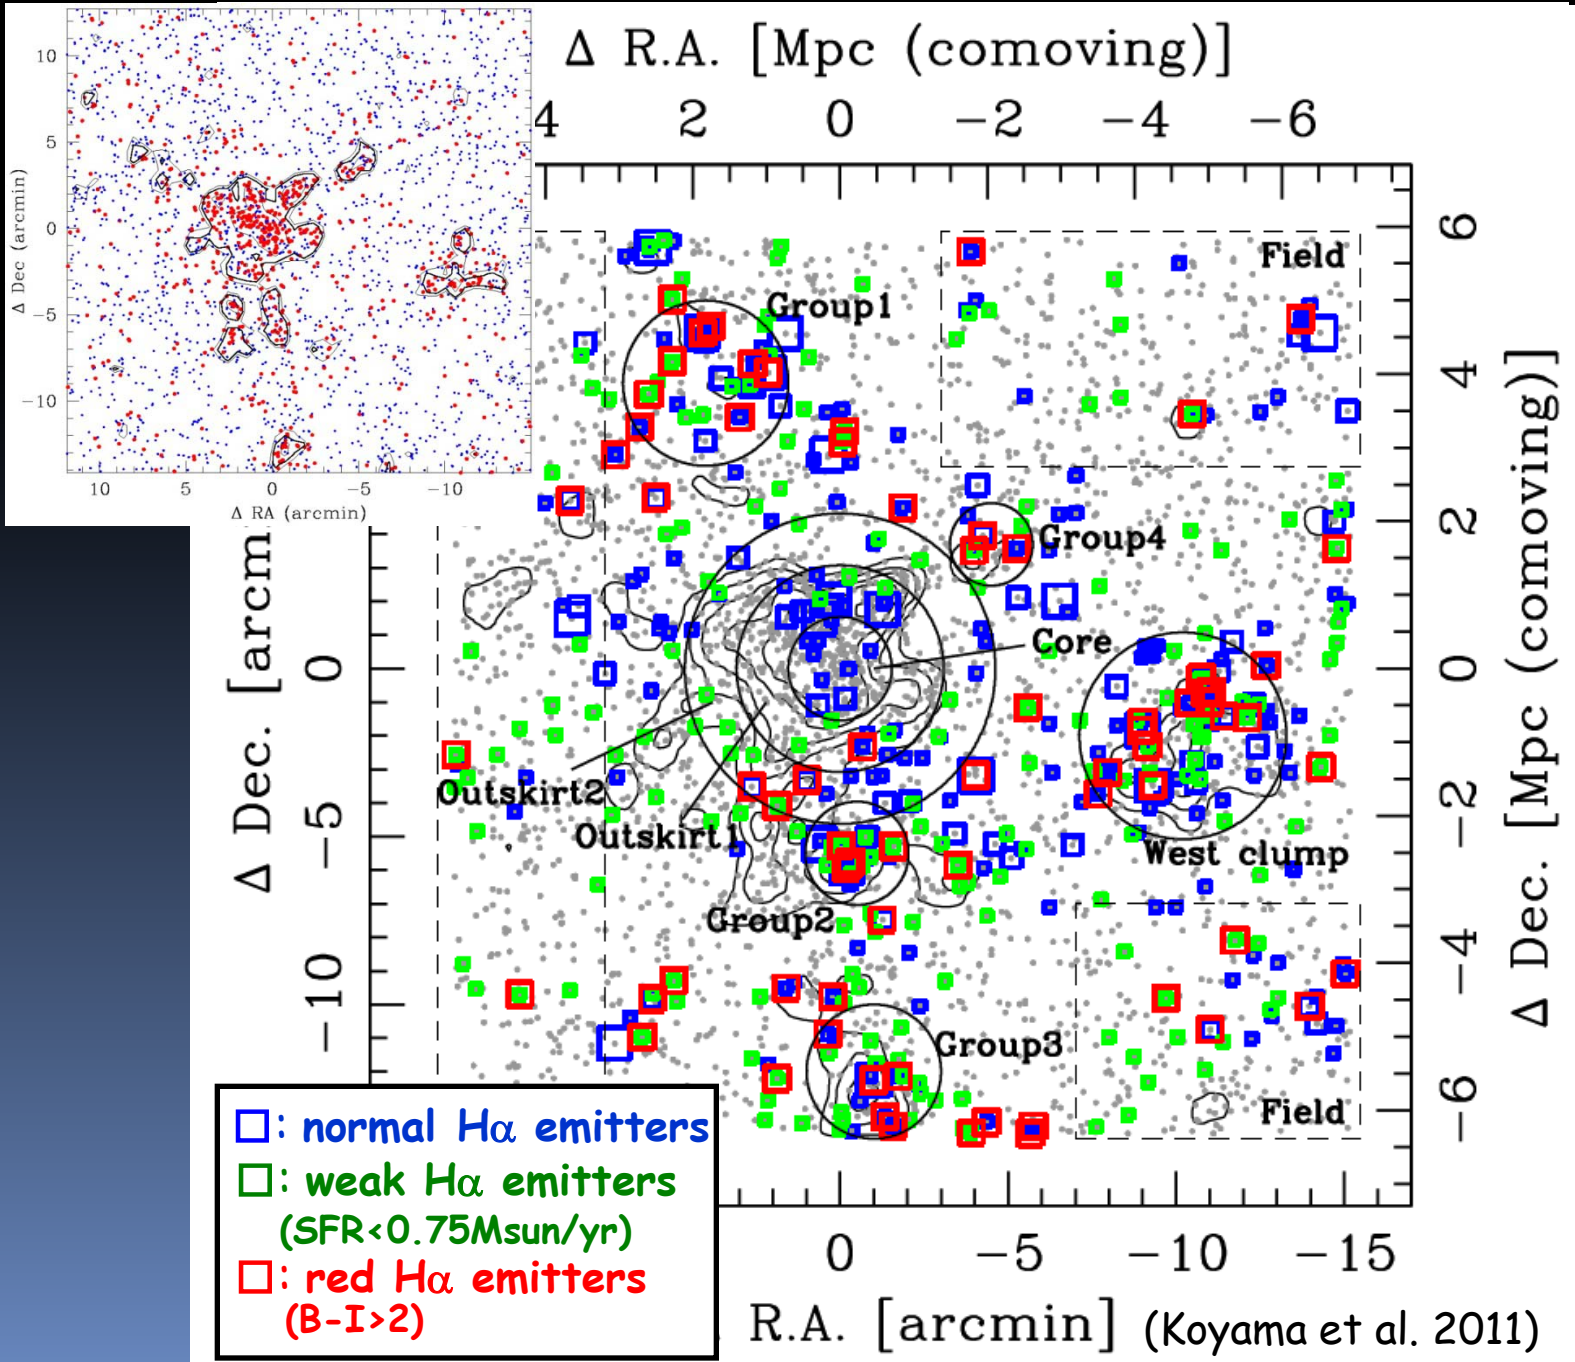 Δ R.A. [Mpc (comoving)]
4 2 0 −2 −4 −6
10
5
0
−5
−10
Δ Dec (arcmin)
10 5 0 −5 −10
Δ RA (arcmin)
Field
Group1
Group4
Core
Outskirt2
Outskirt1
West clump
Group2
Group3
Field
6
4
2
0
−2
−4
−6
Δ Dec. [Mpc (comoving)]
0
−5
−10
Δ Dec. [arcm
□: normal Hα emitters
□: weak Hα emitters
(SFR<0.75Msun/yr)
□: red Hα emitters
(B-I>2)
0 −5 −10 −15
R.A. [arcmin]
(Koyama et al. 2011)